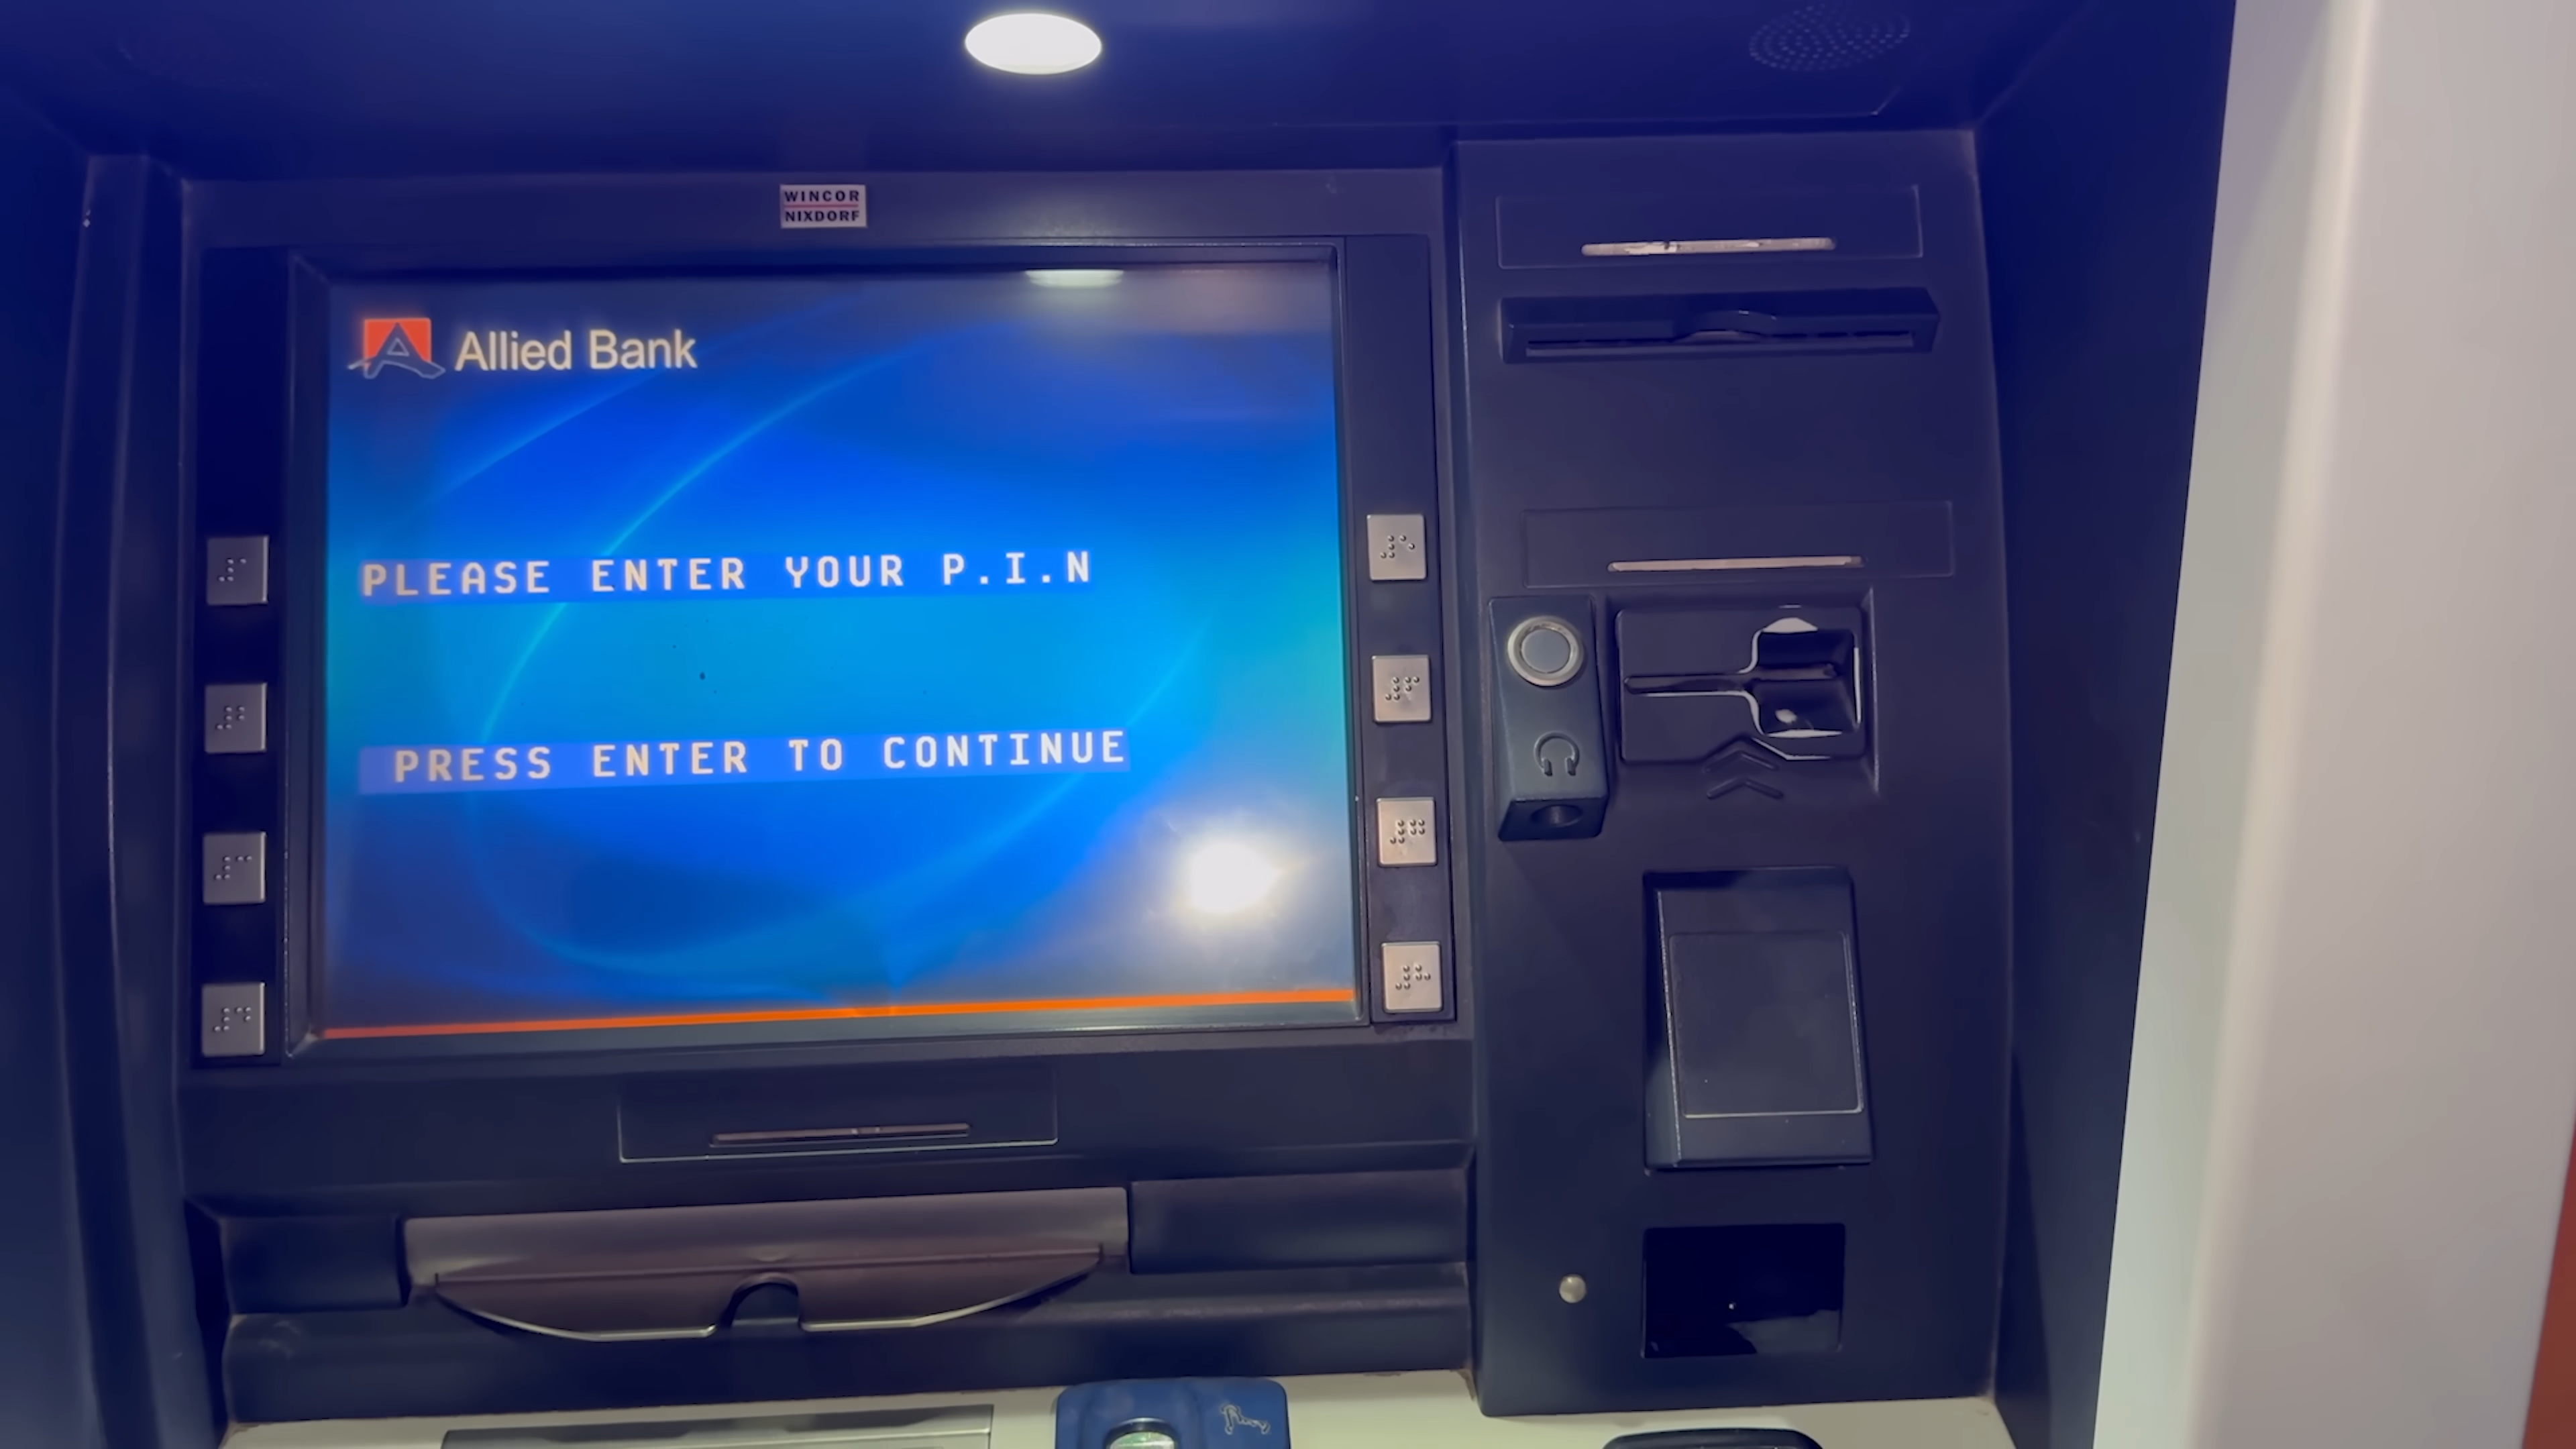 WINCOR
NIXDORF
Allied Bank
PLEASE ENTER YOUR P.I.N
PRESS ENTER TO CONTINUE